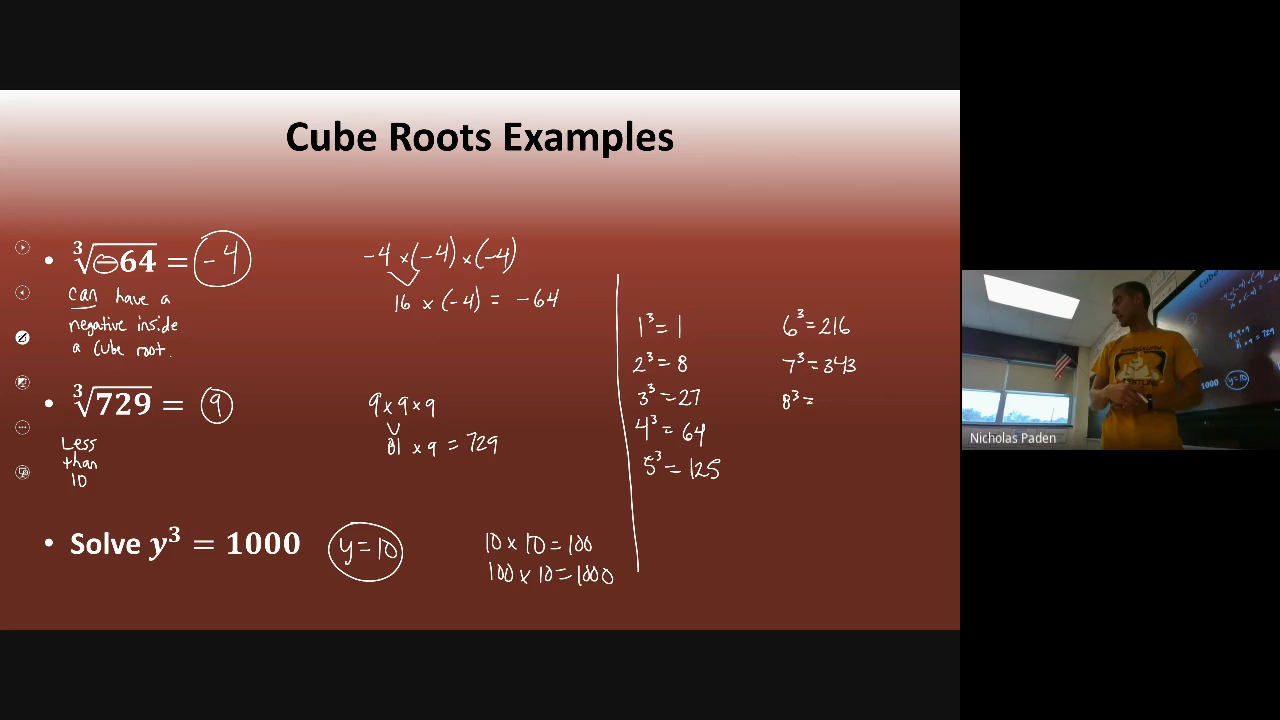 Cube Roots Examples
• ∛-64 = -4
-4 × (-4) × (-4)
16 × (-4) = -64
can have a
negative inside
a cube root.
• ∛729 = 9
9 × 9 × 9
81 × 9 = 729
Less
than
10
• Solve y³ = 1000
y = 10
10 × 10 = 100
100 × 10 = 1000
1³ = 1
2³ = 8
3³ = 27
4³ = 64
5³ = 125
6³ = 216
7³ = 343
8³ =
Nicholas Paden
1000 y=10